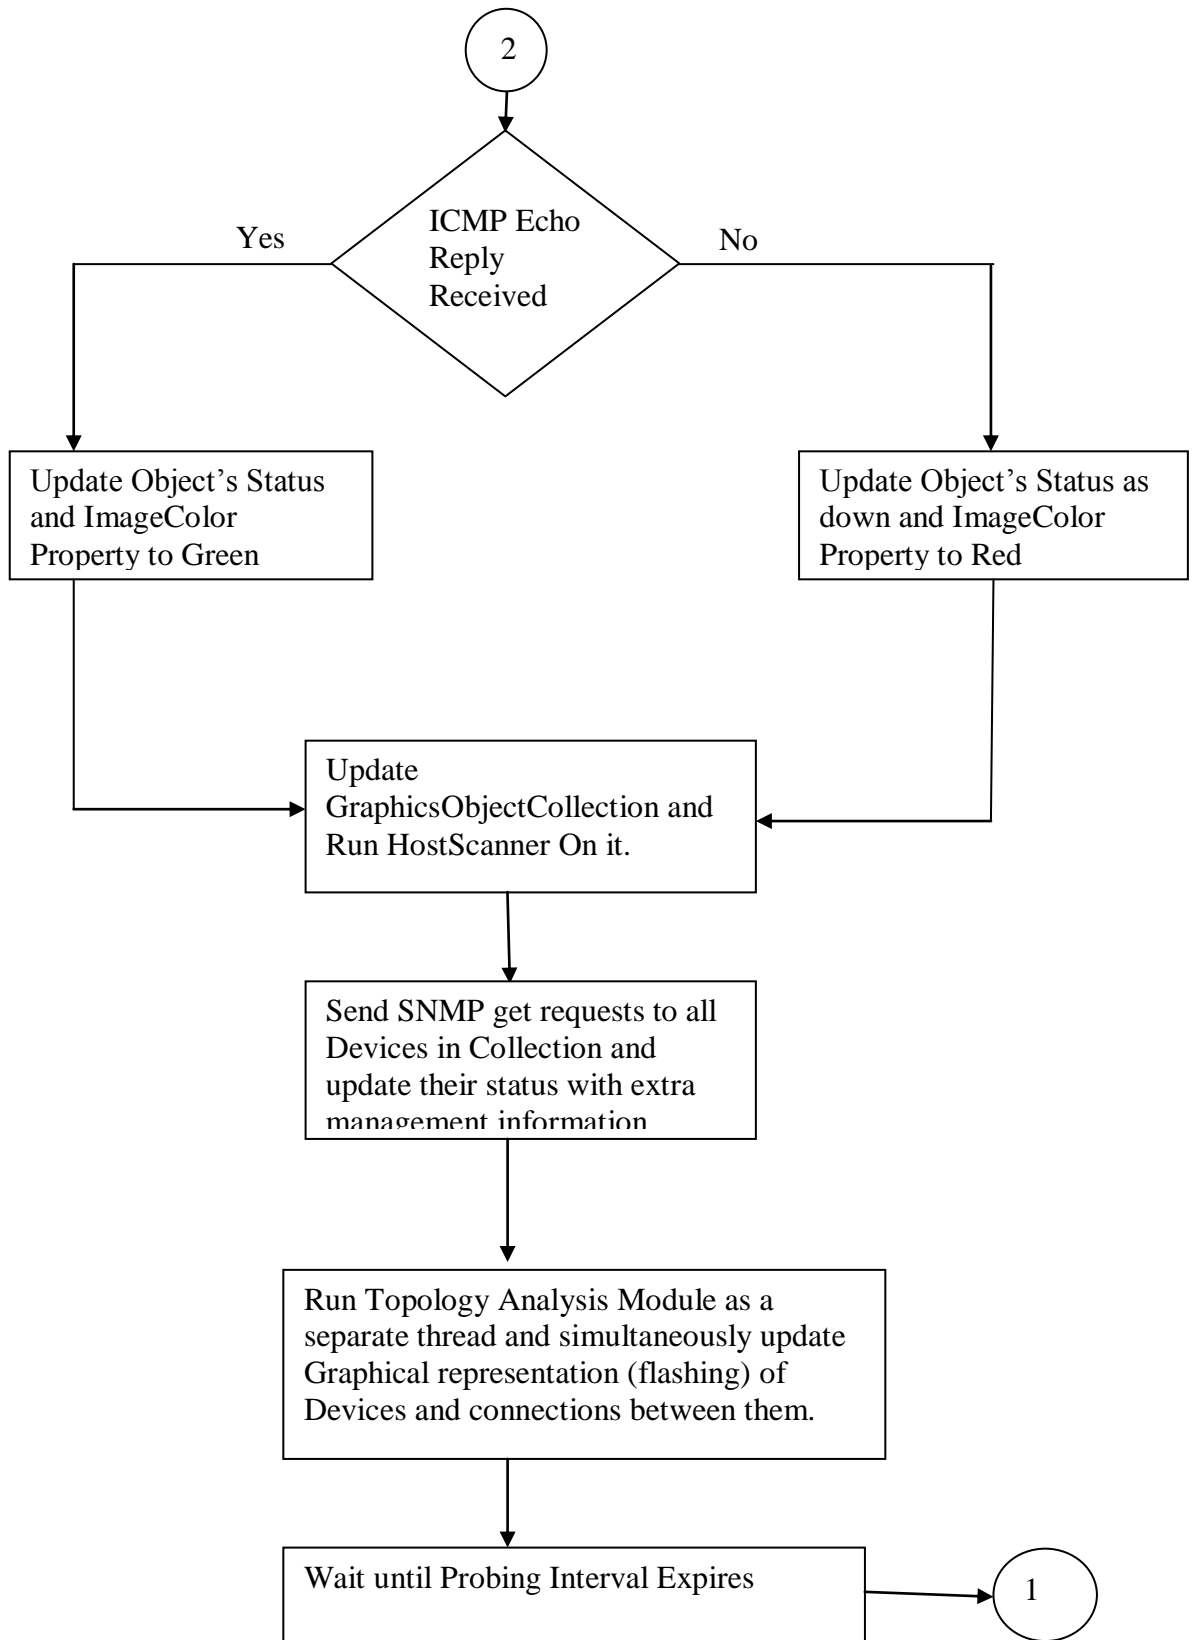 2
ICMP Echo
Reply
Received
Yes
No
Update Object’s Status
and ImageColor
Property to Green
Update Object’s Status as
down and ImageColor
Property to Red
Update
GraphicsObjectCollection and
Run HostScanner On it.
Send SNMP get requests to all
Devices in Collection and
update their status with extra
management information
Run Topology Analysis Module as a
separate thread and simultaneously update
Graphical representation (flashing) of
Devices and connections between them.
Wait until Probing Interval Expires
1